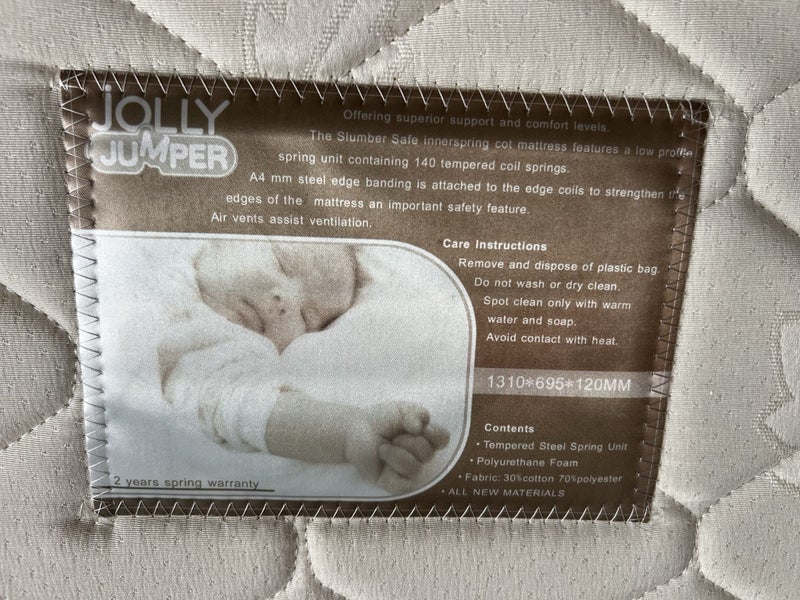 JOLLY
JUMPER
Offering superior support and comfort levels.
The Slumber Safe innerspring cot mattress features a low profile
spring unit containing 140 tempered coil springs.
A4 mm steel edge banding is attached to the edge coils to strengthen the
edges of the mattress an important safety feature.
Air vents assist ventilation.
Care Instructions
Remove and dispose of plastic bag.
Do not wash or dry clean.
Spot clean only with warm
water and soap.
Avoid contact with heat.
1310*695*120MM
Contents
• Tempered Steel Spring Unit
• Polyurethane Foam
• Fabric: 30%cotton 70%polyester
• ALL NEW MATERIALS
2 years spring warranty